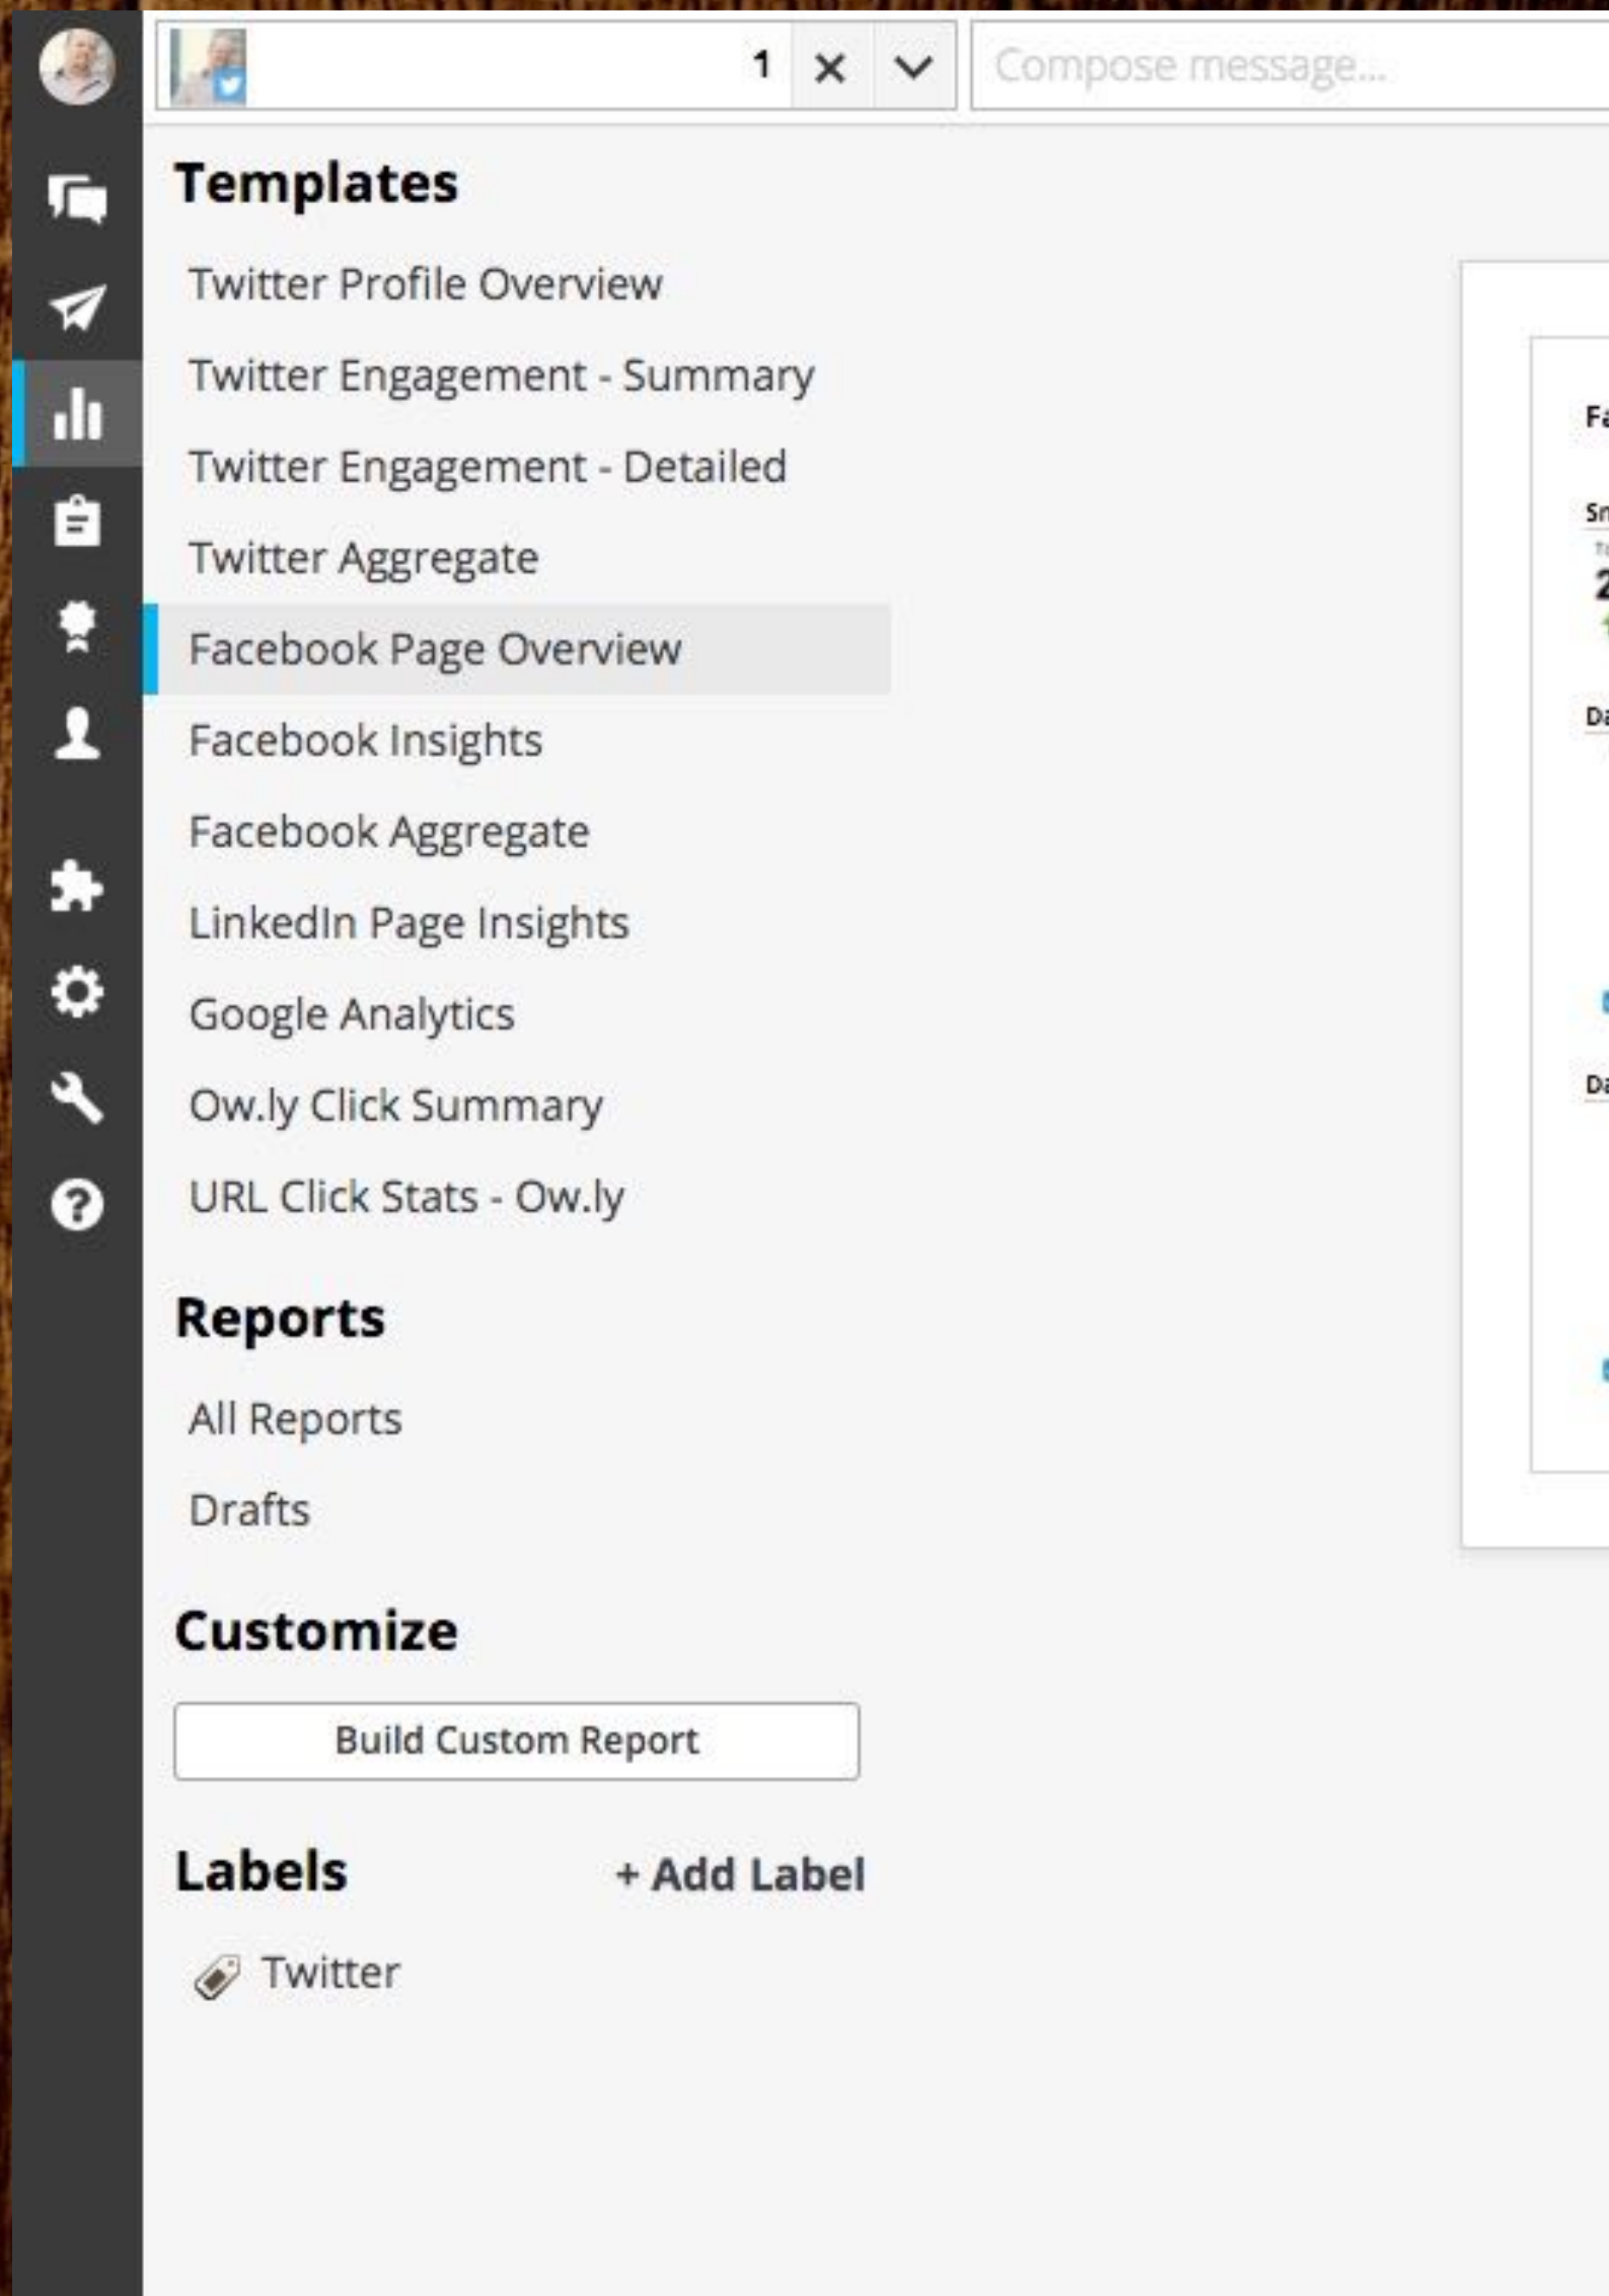 1
Compose message...
Templates
Twitter Profile Overview
Twitter Engagement - Summary
Twitter Engagement - Detailed
Twitter Aggregate
Facebook Page Overview
Facebook Insights
Facebook Aggregate
LinkedIn Page Insights
Google Analytics
Ow.ly Click Summary
URL Click Stats - Ow.ly
Reports
All Reports
Drafts
Customize
Build Custom Report
Labels + Add Label
Twitter